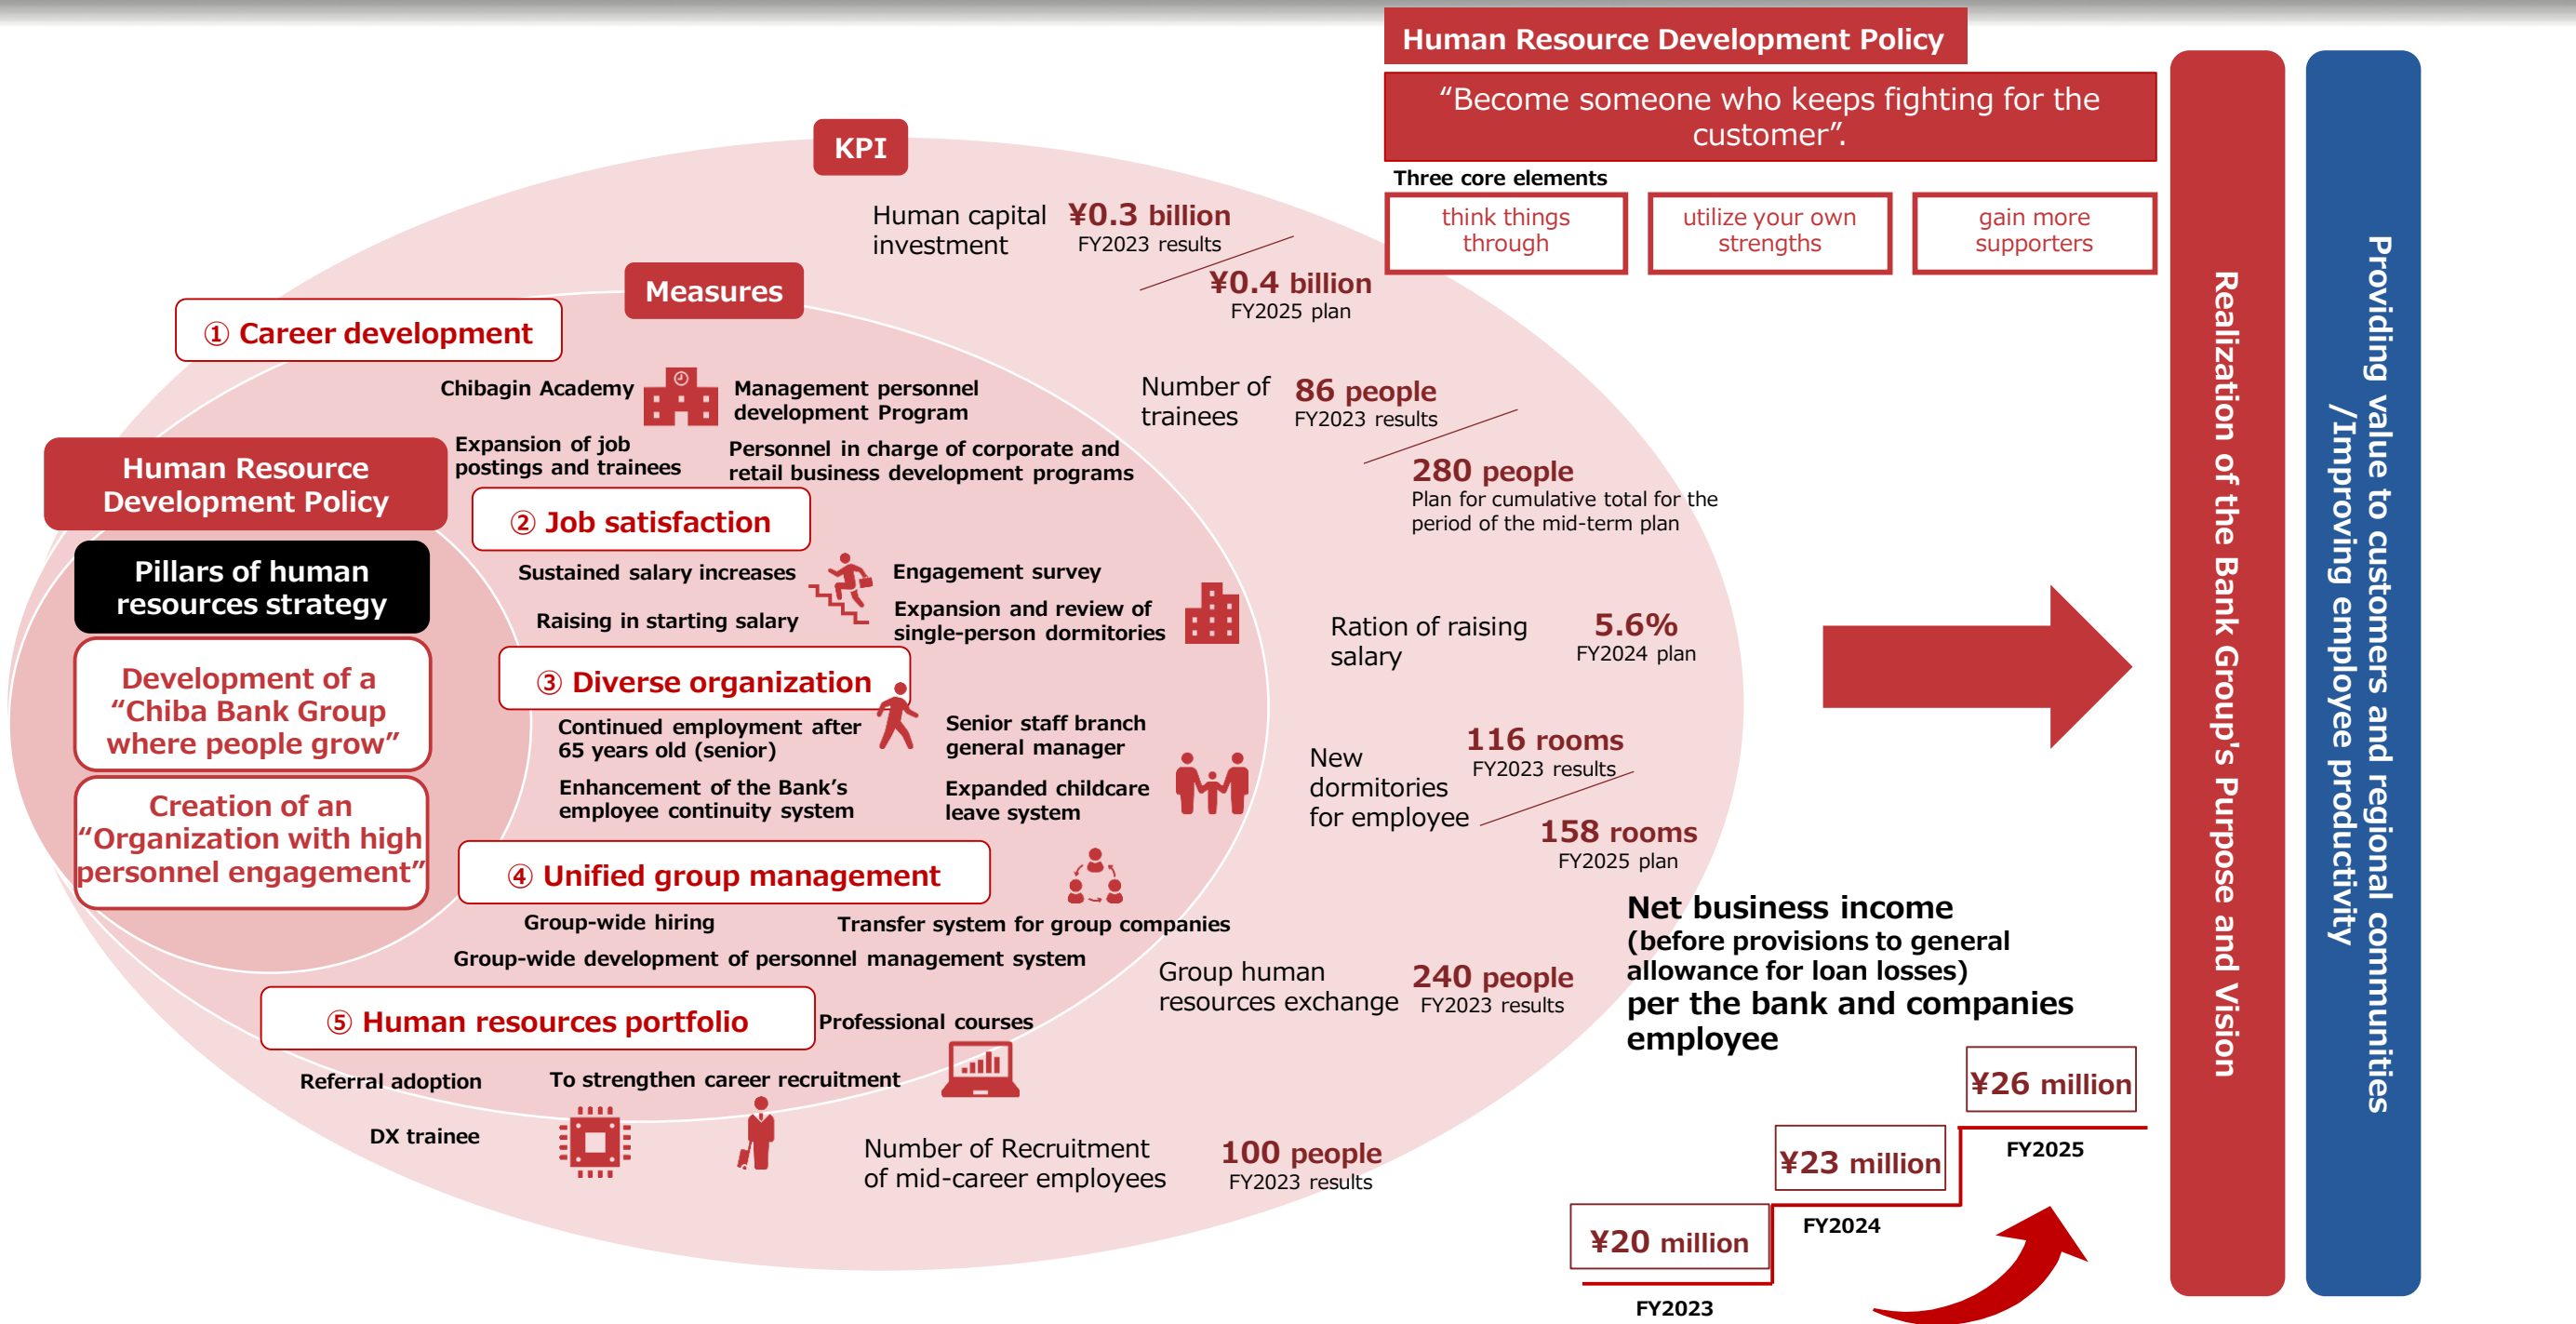 Human Resource Development Policy
“Become someone who keeps fighting for the
customer”.
Three core elements
think things
through
utilize your own
strengths
gain more
supporters
KPI
Human capital
investment
¥0.3 billion
FY2023 results
¥0.4 billion
FY2025 plan
Measures
① Career development
Chibagin Academy
Management personnel
development Program
Expansion of job
postings and trainees
Personnel in charge of corporate and
retail business development programs
Number of
trainees
86 people
FY2023 results
280 people
Plan for cumulative total for the
period of the mid-term plan
Human Resource
Development Policy
Pillars of human
resources strategy
Development of a
“Chiba Bank Group
where people grow”
Creation of an
“Organization with high
personnel engagement”
② Job satisfaction
Sustained salary increases
Engagement survey
Raising in starting salary
Expansion and review of
single-person dormitories
Ration of raising
salary
5.6%
FY2024 plan
③ Diverse organization
Continued employment after
65 years old (senior)
Senior staff branch
general manager
Enhancement of the Bank’s
employee continuity system
Expanded childcare
leave system
New
dormitories
for employee
116 rooms
FY2023 results
158 rooms
FY2025 plan
④ Unified group management
Group-wide hiring
Transfer system for group companies
Group-wide development of personnel management system
Group human
resources exchange
240 people
FY2023 results
⑤ Human resources portfolio
Professional courses
Referral adoption
To strengthen career recruitment
DX trainee
Number of Recruitment
of mid-career employees
100 people
FY2023 results
Net business income
(before provisions to general
allowance for loan losses)
per the bank and companies
employee
¥20 million
FY2023
¥23 million
FY2024
¥26 million
FY2025
Realization of the Bank Group's Purpose and Vision
Providing value to customers and regional communities
/Improving employee productivity